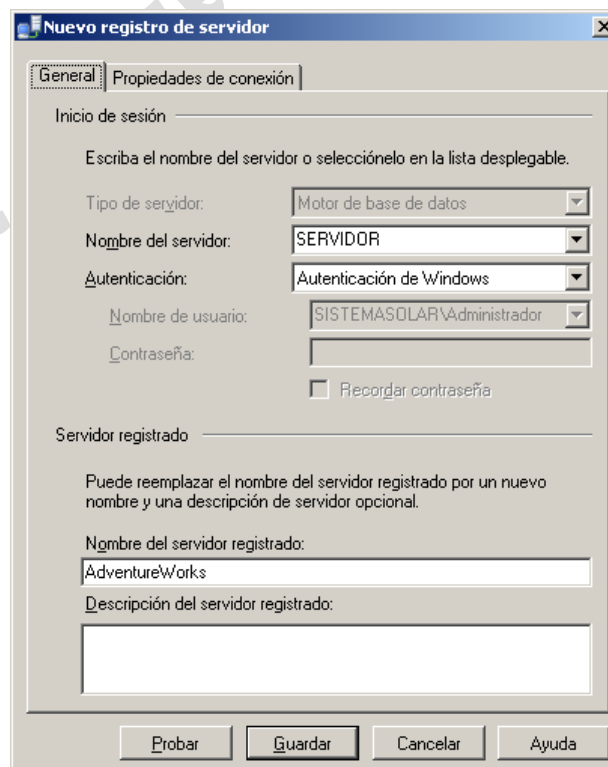 Nuevo registro de servidor
General
Propiedades de conexión
Inicio de sesión
Escriba el nombre del servidor o selecciónelo en la lista desplegable.
Tipo de servidor:
Motor de base de datos
Nombre del servidor:
SERVIDOR
Autenticación:
Autenticación de Windows
Nombre de usuario:
SISTEMASOLAR\Administrador
Contraseña:
Recordar contraseña
Servidor registrado
Puede reemplazar el nombre del servidor registrado por un nuevo
nombre y una descripción de servidor opcional.
Nombre del servidor registrado:
AdventureWorks
Descripción del servidor registrado:
Probar
Guardar
Cancelar
Ayuda